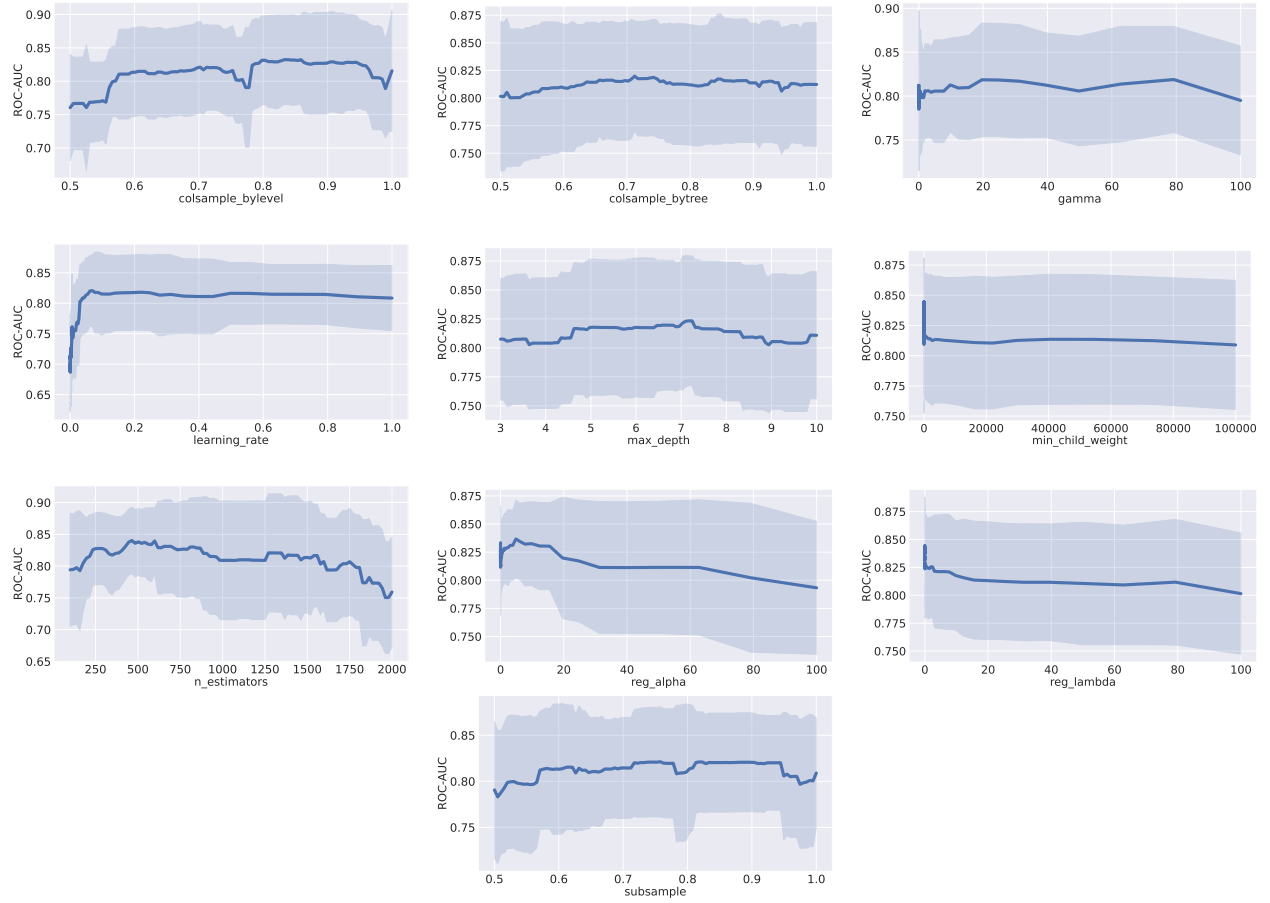 0.90
0.85
0.80
0.75
0.70
ROC-AUC
0.5 0.6 0.7 0.8 0.9 1.0
colsample_bylevel
0.875
0.850
0.825
0.800
0.775
0.750
ROC-AUC
0.5 0.6 0.7 0.8 0.9 1.0
colsample_bytree
0.90
0.85
0.80
0.75
ROC-AUC
0 20 40 60 80 100
gamma
0.85
0.80
0.75
0.70
0.65
ROC-AUC
0.0 0.2 0.4 0.6 0.8 1.0
learning_rate
0.875
0.850
0.825
0.800
0.775
0.750
ROC-AUC
3 4 5 6 7 8 9 10
max_depth
0.875
0.850
0.825
0.800
0.775
0.750
ROC-AUC
0 20000 40000 60000 80000 100000
min_child_weight
0.90
0.85
0.80
0.75
0.70
0.65
ROC-AUC
250 500 750 1000 1250 1500 1750 2000
n_estimators
0.875
0.850
0.825
0.800
0.775
0.750
ROC-AUC
0 20 40 60 80 100
reg_alpha
0.875
0.850
0.825
0.800
0.775
0.750
ROC-AUC
0 20 40 60 80 100
reg_lambda
0.85
0.80
0.75
ROC-AUC
0.5 0.6 0.7 0.8 0.9 1.0
subsample